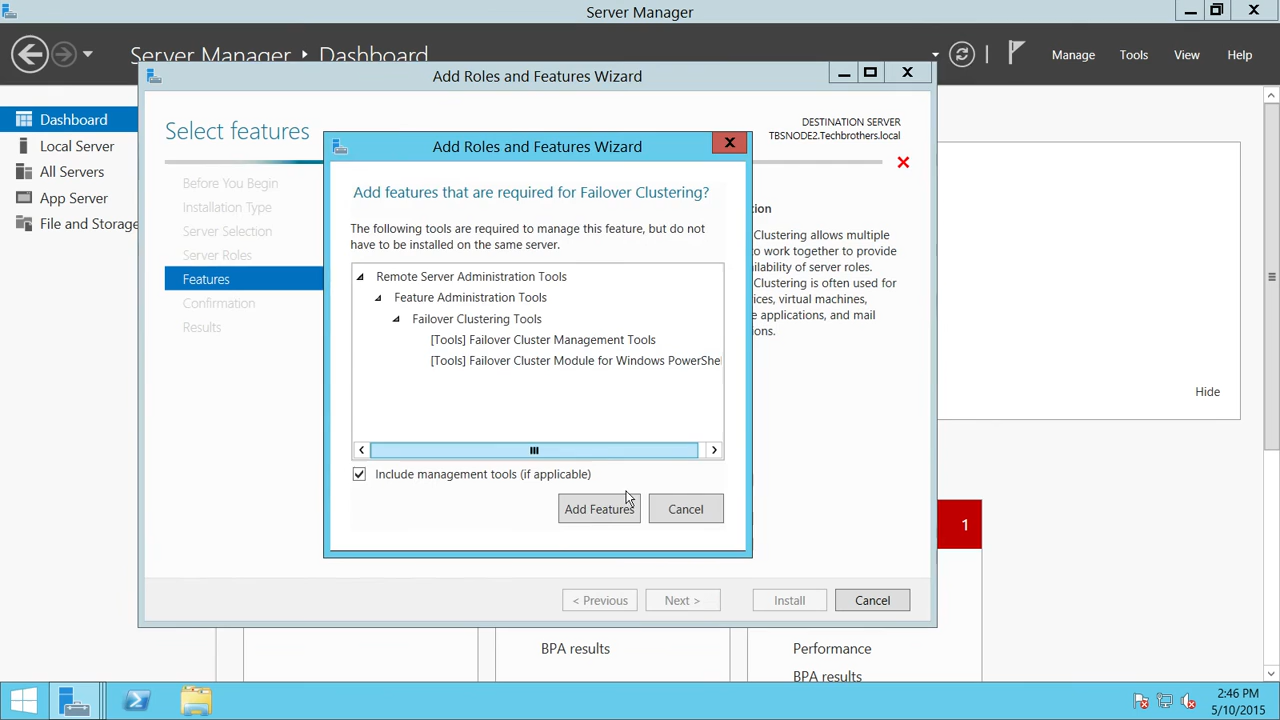 Server Manager
Server Manager ▸ Dashboard
Manage
Tools
View
Help
Dashboard
Local Server
All Servers
App Server
File and Storage
Add Roles and Features Wizard
Select features
DESTINATION SERVER
TBSNODE2.Techbrothers.local
Before You Begin
Installation Type
Server Selection
Server Roles
Features
Confirmation
Results
Add Roles and Features Wizard
Add features that are required for Failover Clustering?
The following tools are required to manage this feature, but do not
have to be installed on the same server.
Remote Server Administration Tools
Feature Administration Tools
Failover Clustering Tools
[Tools] Failover Cluster Management Tools
[Tools] Failover Cluster Module for Windows PowerShe
Include management tools (if applicable)
Add Features
Cancel
tion
Clustering allows multiple
to work together to provide
ailability of server roles.
Clustering is often used for
ices, virtual machines,
e applications, and mail
ons.
< Previous
Next >
Install
Cancel
Hide
1
BPA results
Performance
BPA results
2:46 PM
5/10/2015